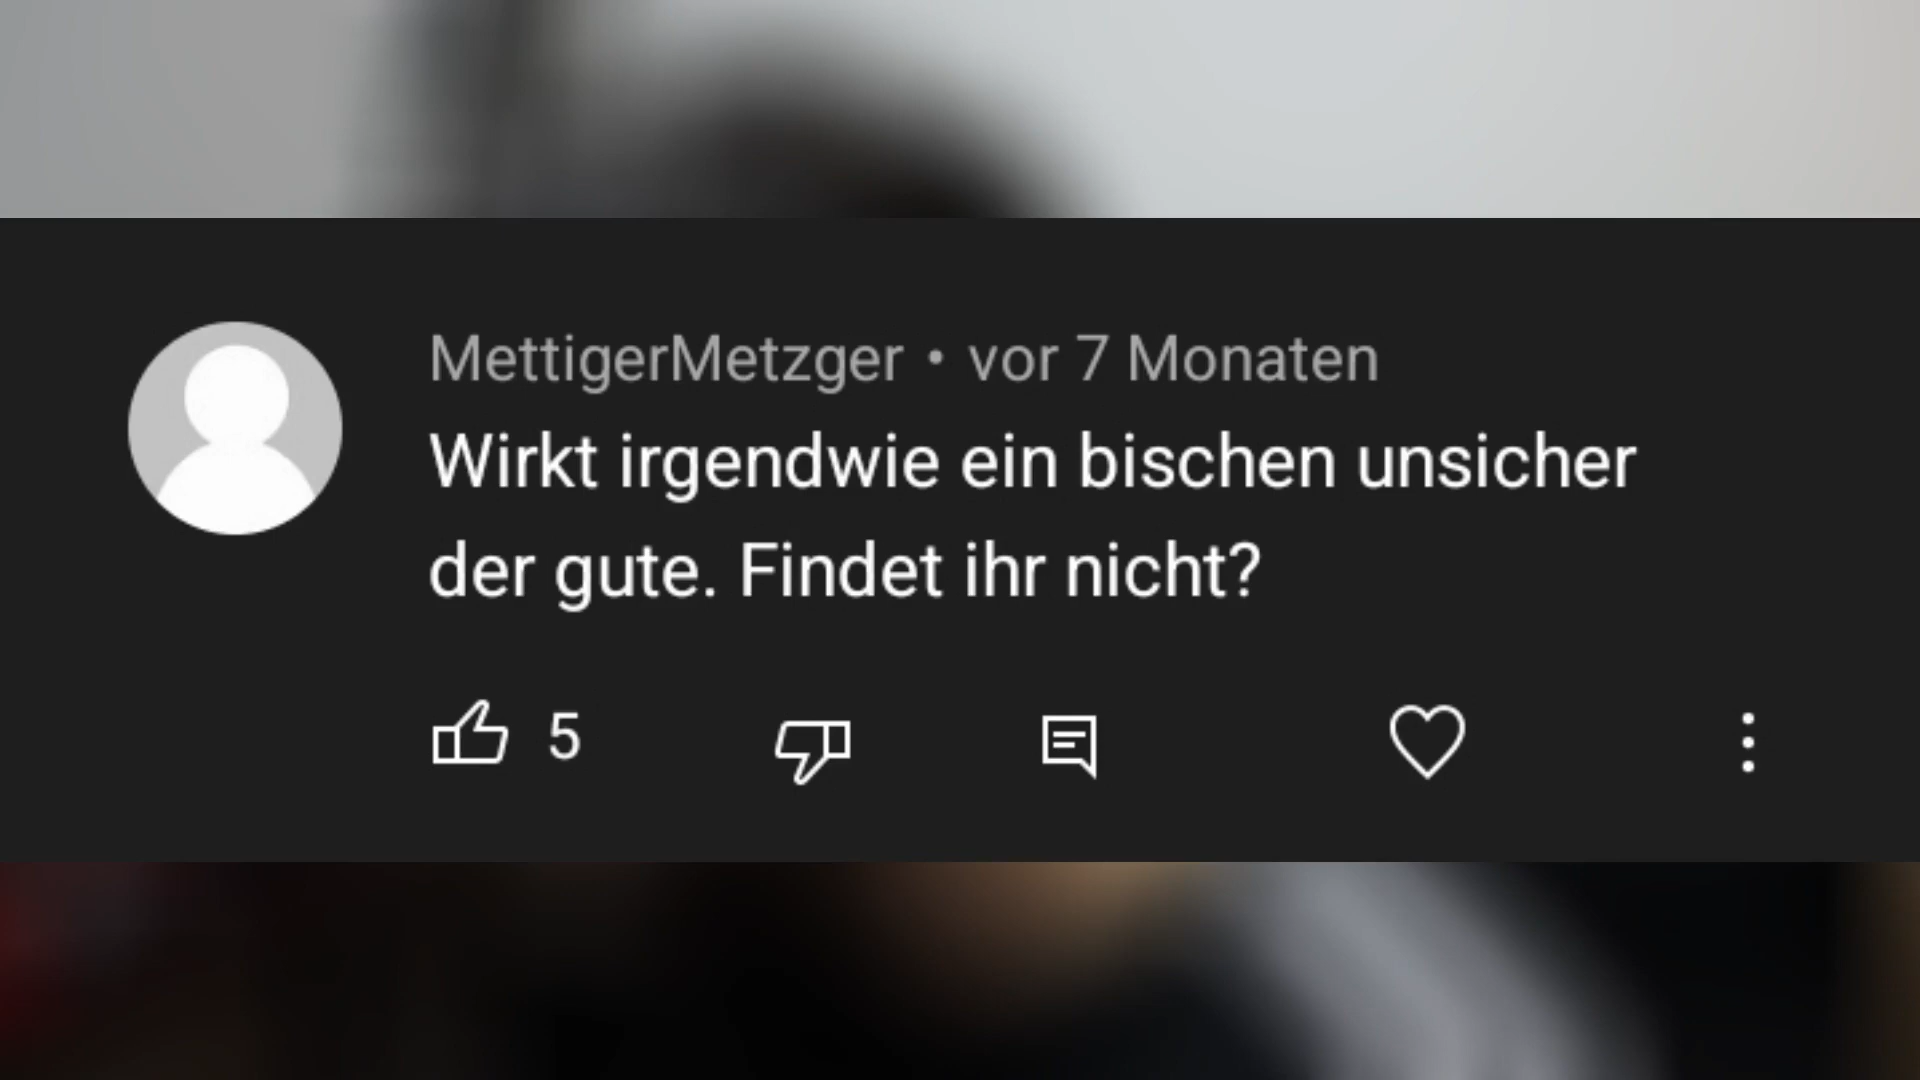 MettigerMetzger • vor 7 Monaten
Wirkt irgendwie ein bischen unsicher
der gute. Findet ihr nicht?
5